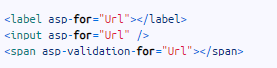 <label asp-for="Url"></label>
<input asp-for="Url" />
<span asp-validation-for="Url"></span>